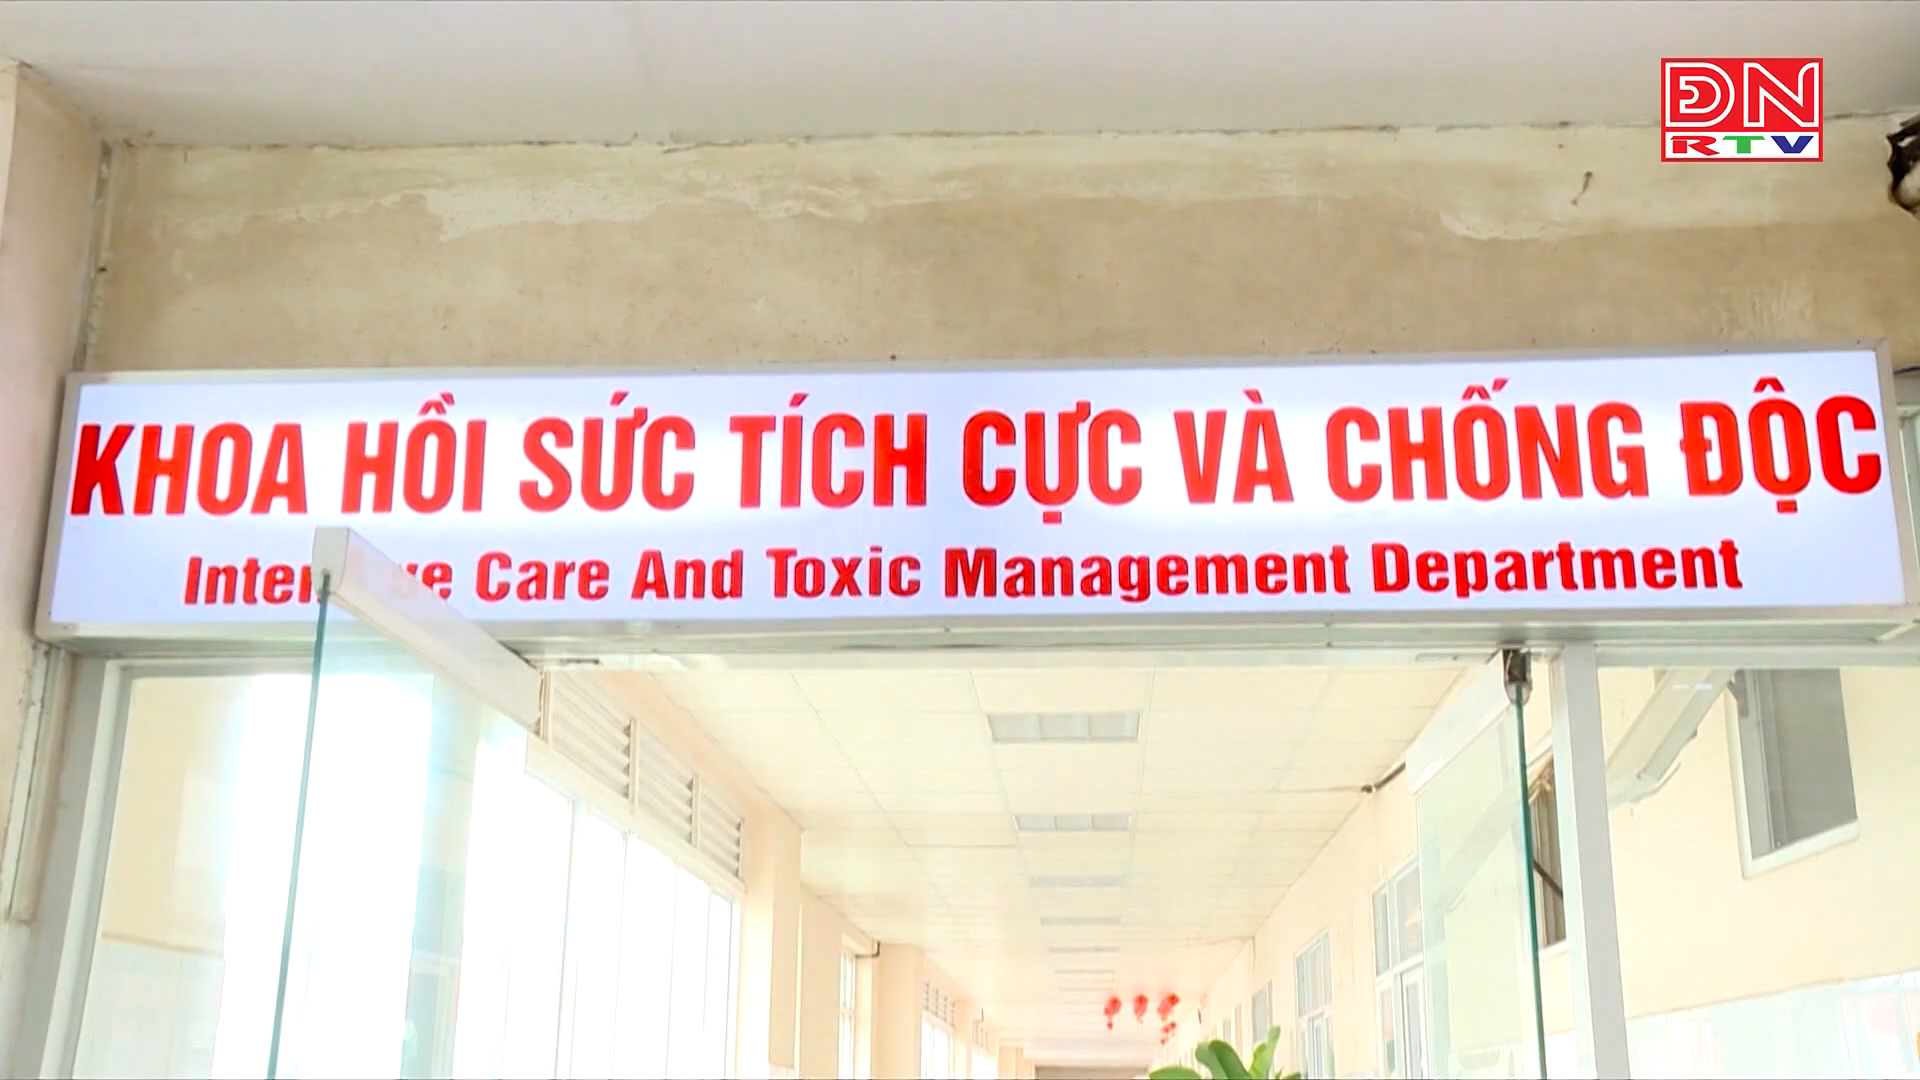 ĐN
RTV
KHOA HỒI SỨC TÍCH CỰC VÀ CHỐNG ĐỘC
Care And Toxic Management Department